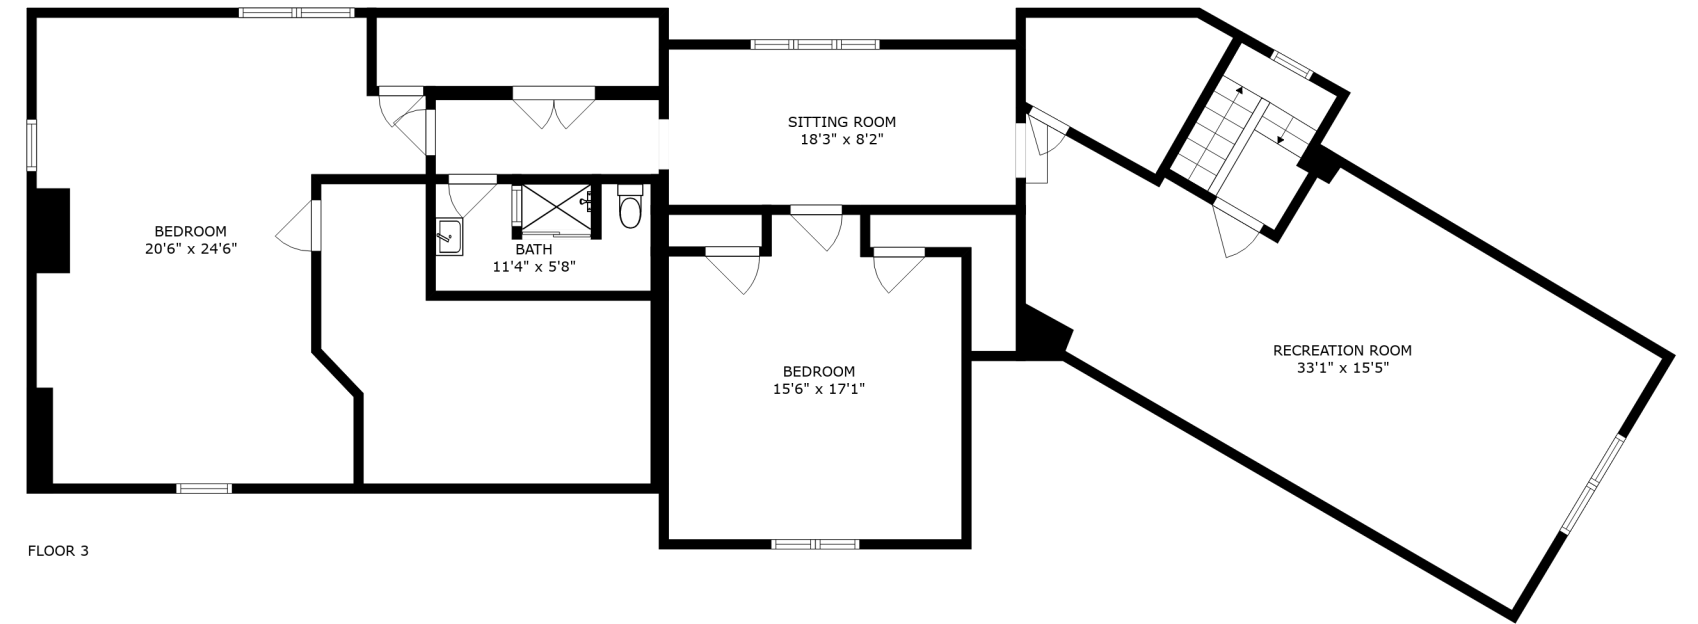 SITTING ROOM
18'3" x 8'2"
BEDROOM
20'6" x 24'6"
BATH
11'4" x 5'8"
BEDROOM
15'6" x 17'1"
RECREATION ROOM
33'1" x 15'5"
FLOOR 3